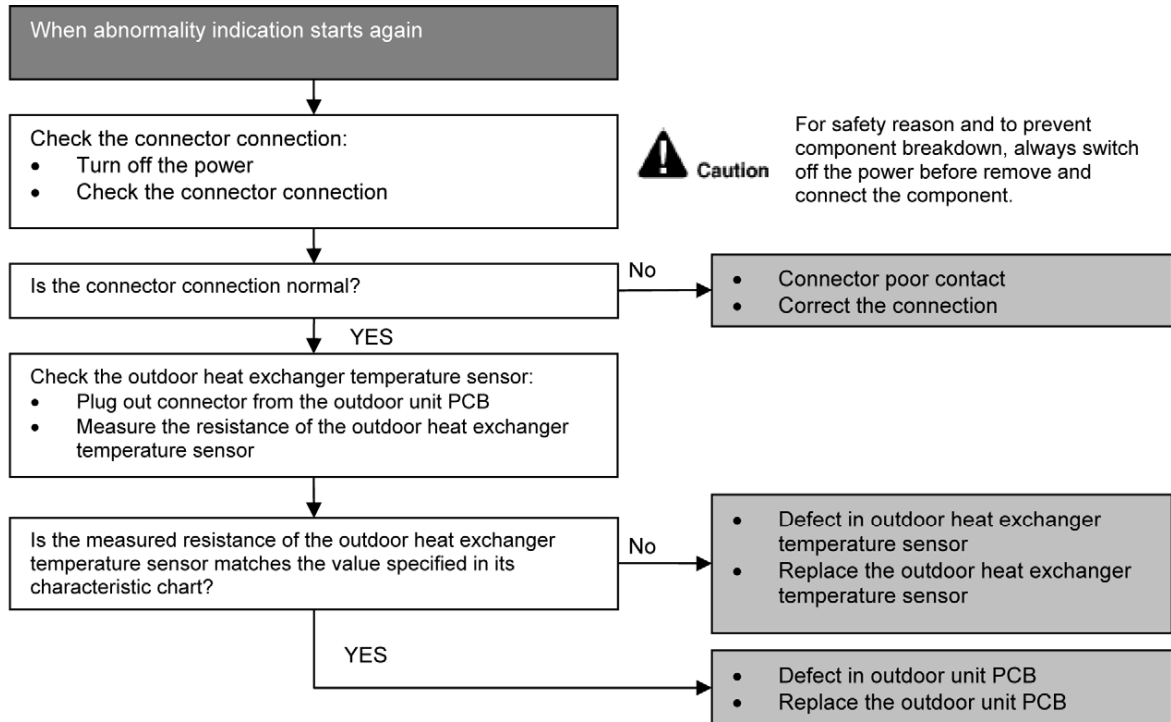 When abnormality indication starts again
Check the connector connection:
• Turn off the power
• Check the connector connection
Caution
For safety reason and to prevent
component breakdown, always switch
off the power before remove and
connect the component.
Is the connector connection normal?
No
• Connector poor contact
• Correct the connection
YES
Check the outdoor heat exchanger temperature sensor:
• Plug out connector from the outdoor unit PCB
• Measure the resistance of the outdoor heat exchanger
temperature sensor
Is the measured resistance of the outdoor heat exchanger
temperature sensor matches the value specified in its
characteristic chart?
No
• Defect in outdoor heat exchanger
temperature sensor
• Replace the outdoor heat exchanger
temperature sensor
YES
• Defect in outdoor unit PCB
• Replace the outdoor unit PCB